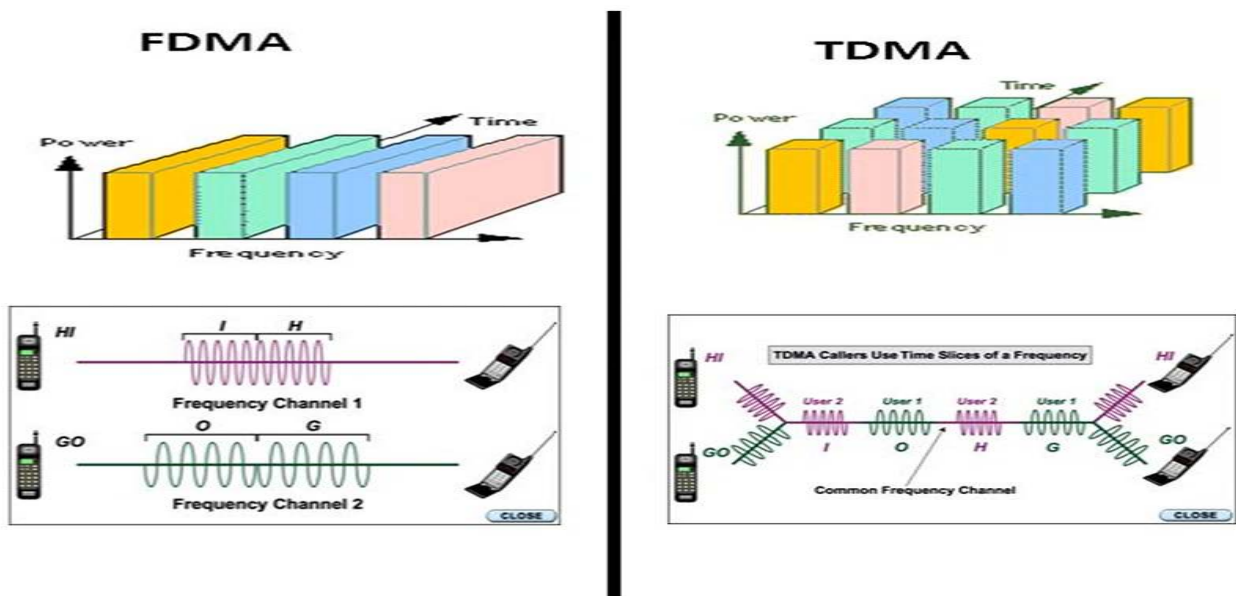 FDMA
Power
Time
Frequency
HI
I H
Frequency Channel 1
GO
O G
Frequency Channel 2
CLOSE
TDMA
Time
Power
Frequency
TDMA Callers Use Time Slices of a Frequency
HI
HI
User 2 User 1 User 2 User 1
I O H G
GO
GO
Common Frequency Channel
CLOSE